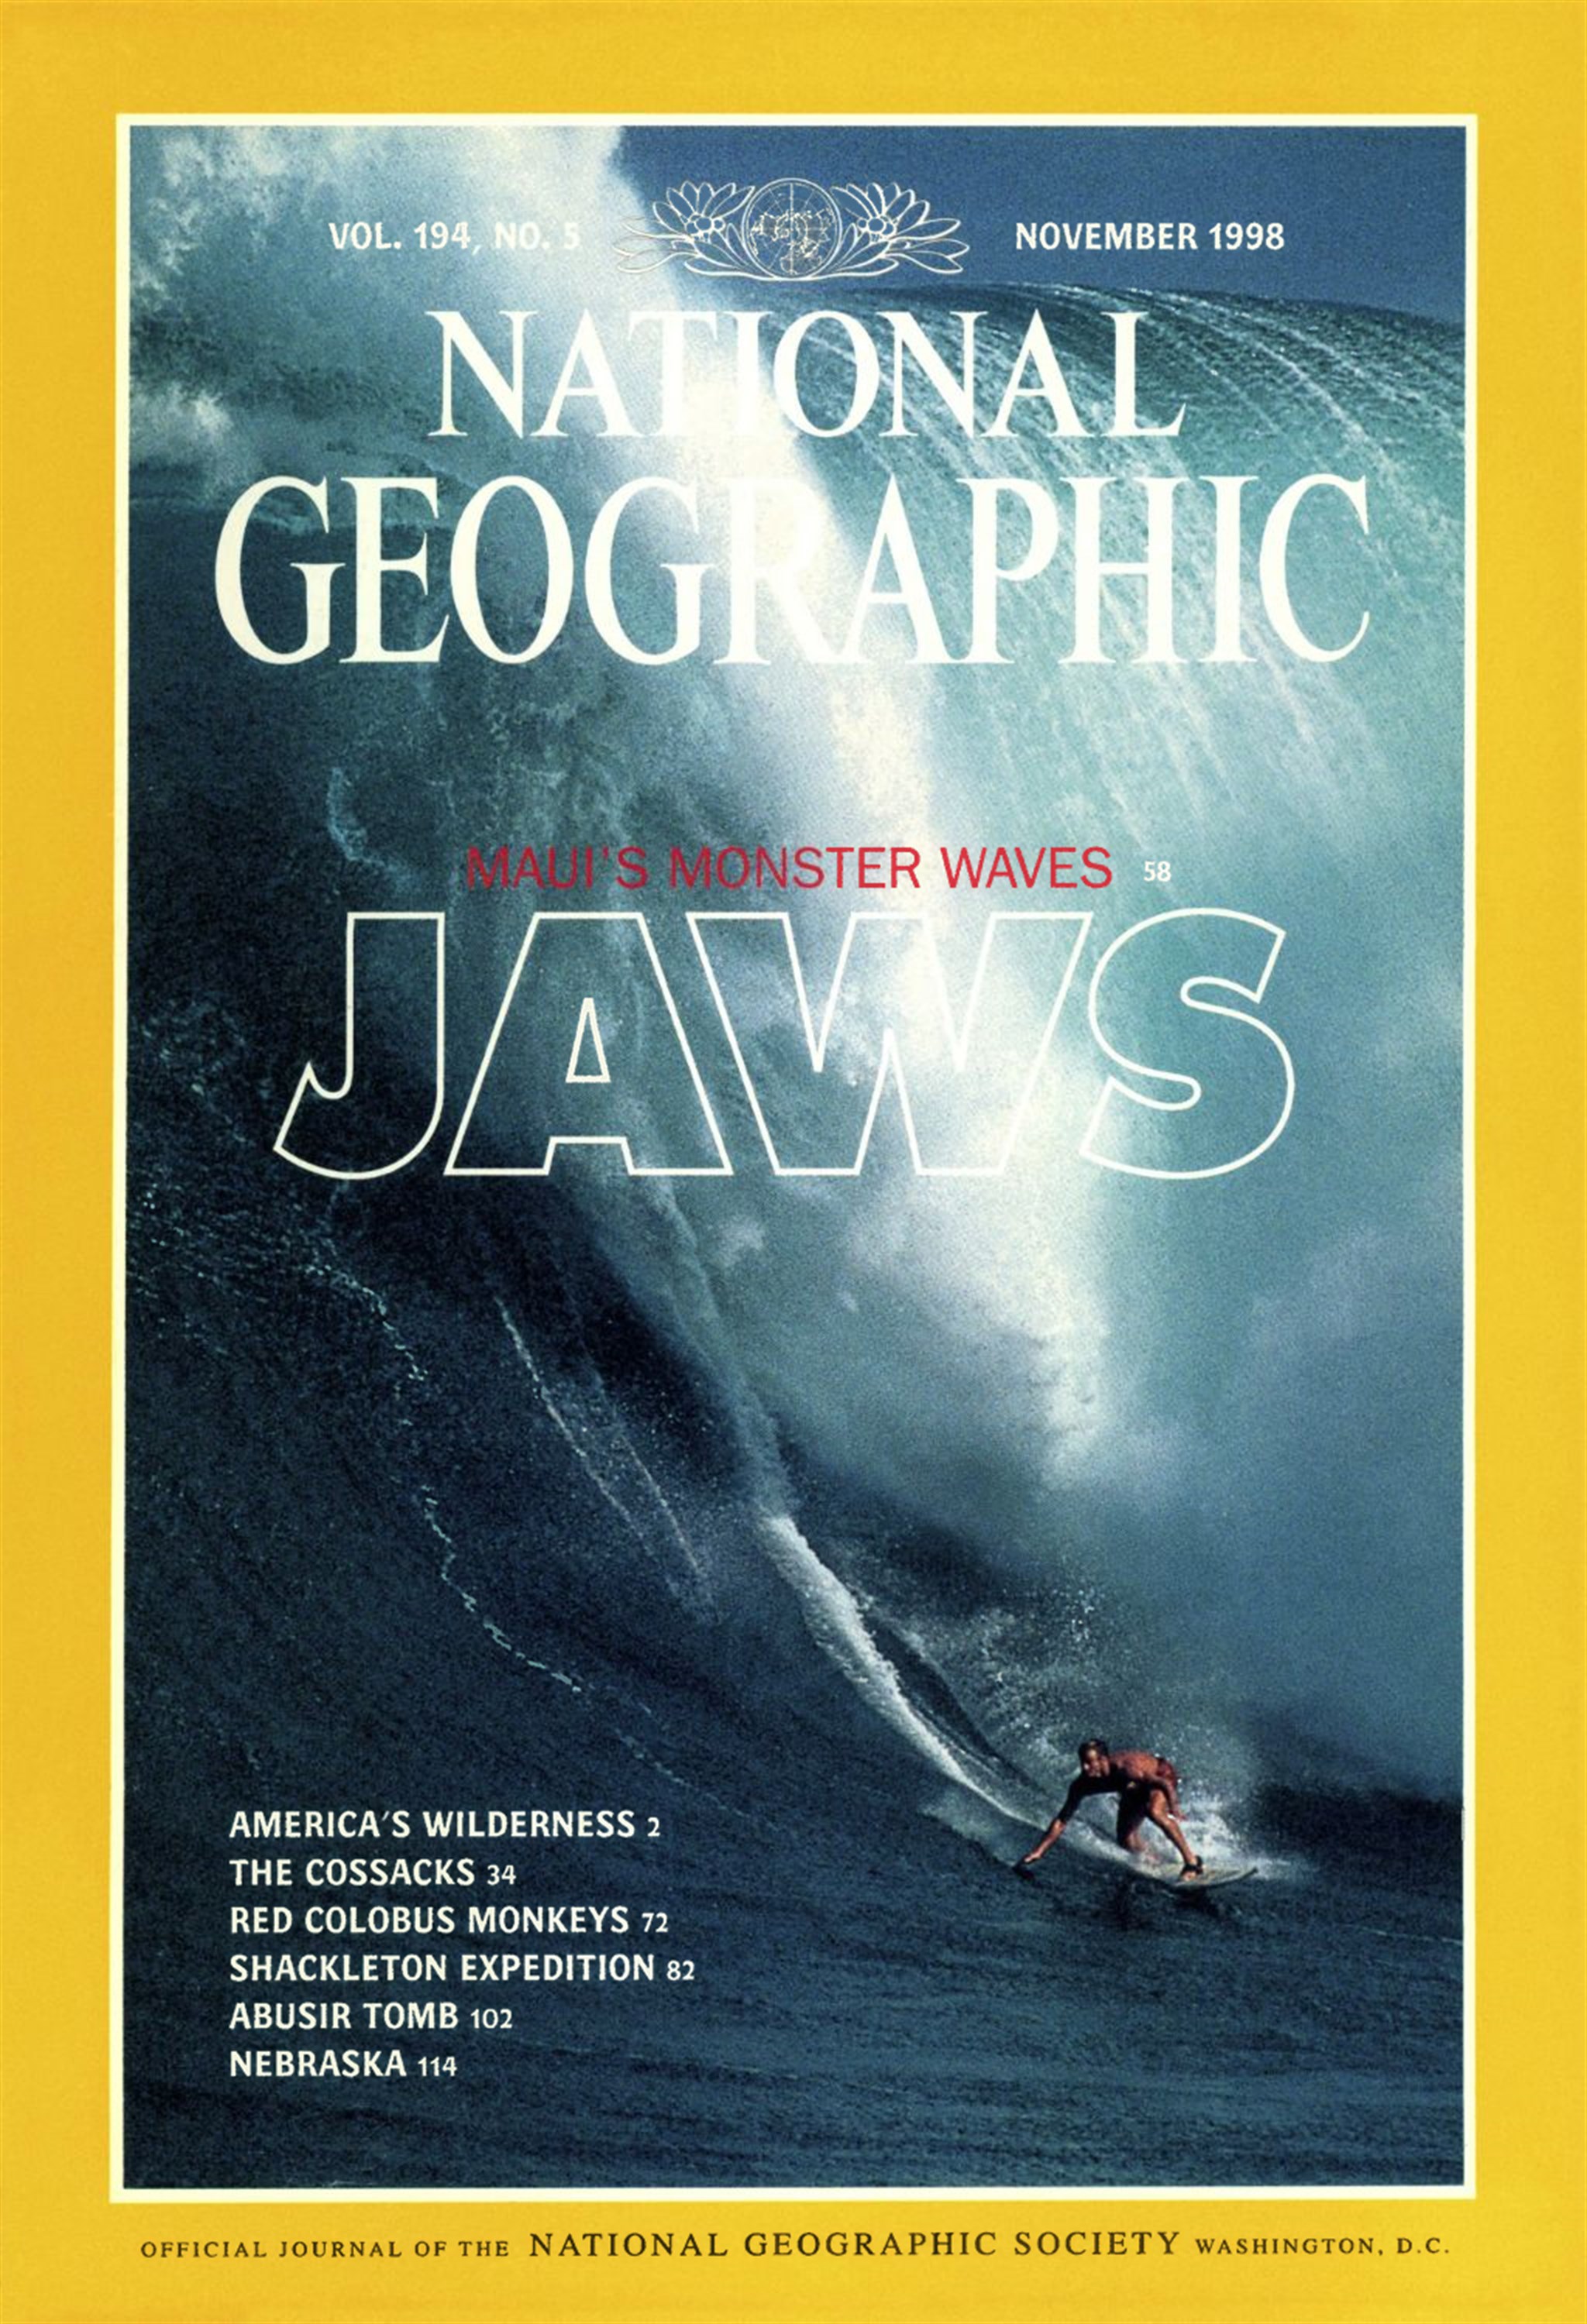 VOL. 194, NO. 5
NOVEMBER 1998
NATIONAL
GEOGRAPHIC
MAUI'S MONSTER WAVES 58
JAWS
AMERICA'S WILDERNESS 2
THE COSSACKS 34
RED COLOBUS MONKEYS 72
SHACKLETON EXPEDITION 82
ABUSIR TOMB 102
NEBRASKA 114
OFFICIAL JOURNAL OF THE NATIONAL GEOGRAPHIC SOCIETY WASHINGTON, D.C.